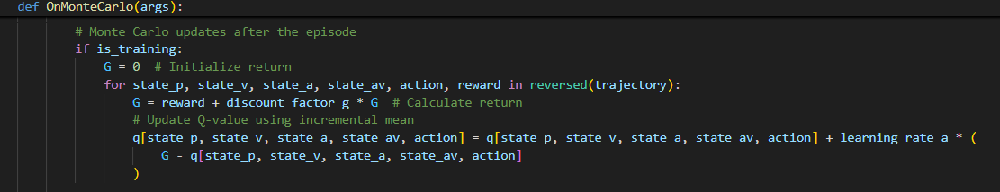 def OnMonteCarlo(args):
# Monte Carlo updates after the episode
if is_training:
G = 0  # Initialize return
for state_p, state_v, state_a, state_av, action, reward in reversed(trajectory):
G = reward + discount_factor_g * G  # Calculate return
# Update Q-value using incremental mean
q[state_p, state_v, state_a, state_av, action] = q[state_p, state_v, state_a, state_av, action] + learning_rate_a * (
G - q[state_p, state_v, state_a, state_av, action]
)